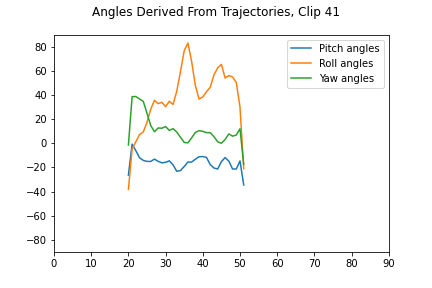 Angles Derived From Trajectories, Clip 41
80
60
40
20
0
−20
−40
−60
−80
Pitch angles
Roll angles
Yaw angles
0 10 20 30 40 50 60 70 80 90